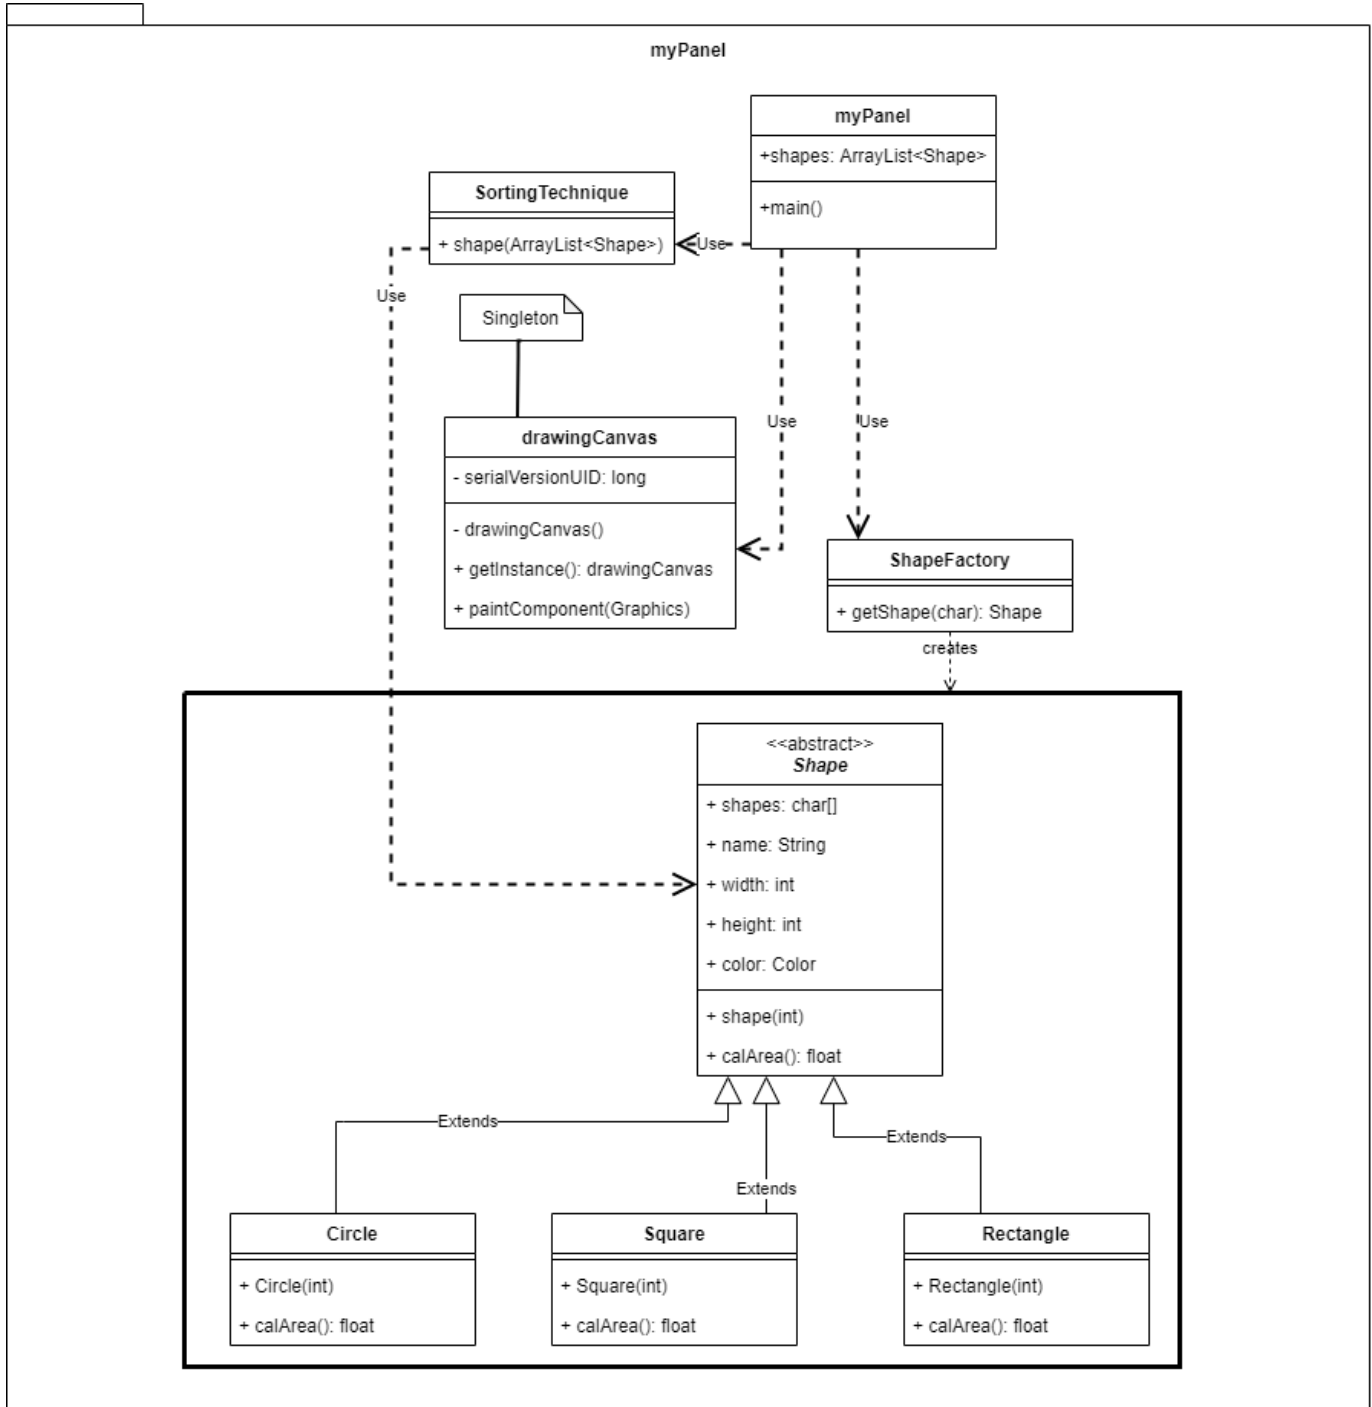 myPanel
myPanel
+shapes: ArrayList<Shape>
+main()
SortingTechnique
+ shape(ArrayList<Shape>)
Use
Use
Singleton
drawingCanvas
- serialVersionUID: long
- drawingCanvas()
+ getInstance(): drawingCanvas
+ paintComponent(Graphics)
Use
Use
ShapeFactory
+ getShape(char): Shape
creates
<<abstract>>
Shape
+ shapes: char[]
+ name: String
+ width: int
+ height: int
+ color: Color
+ shape(int)
+ calArea(): float
Extends
Extends
Extends
Circle
+ Circle(int)
+ calArea(): float
Square
+ Square(int)
+ calArea(): float
Rectangle
+ Rectangle(int)
+ calArea(): float